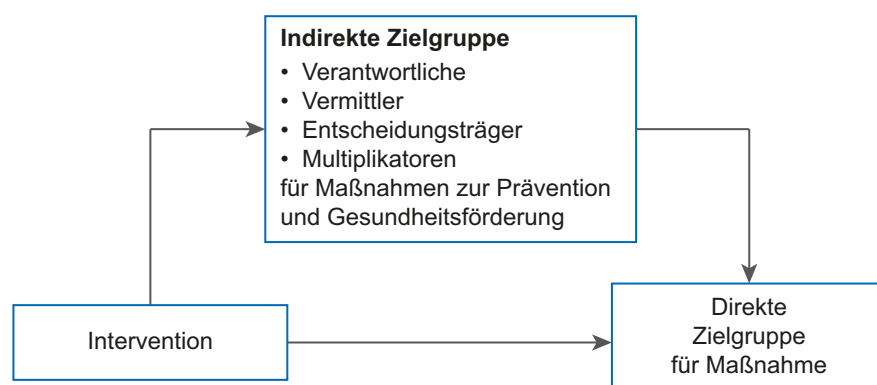 Indirekte Zielgruppe
• Verantwortliche
• Vermittler
• Entscheidungsträger
• Multiplikatoren
für Maßnahmen zur Prävention
und Gesundheitsförderung
Intervention
Direkte
Zielgruppe
für Maßnahme